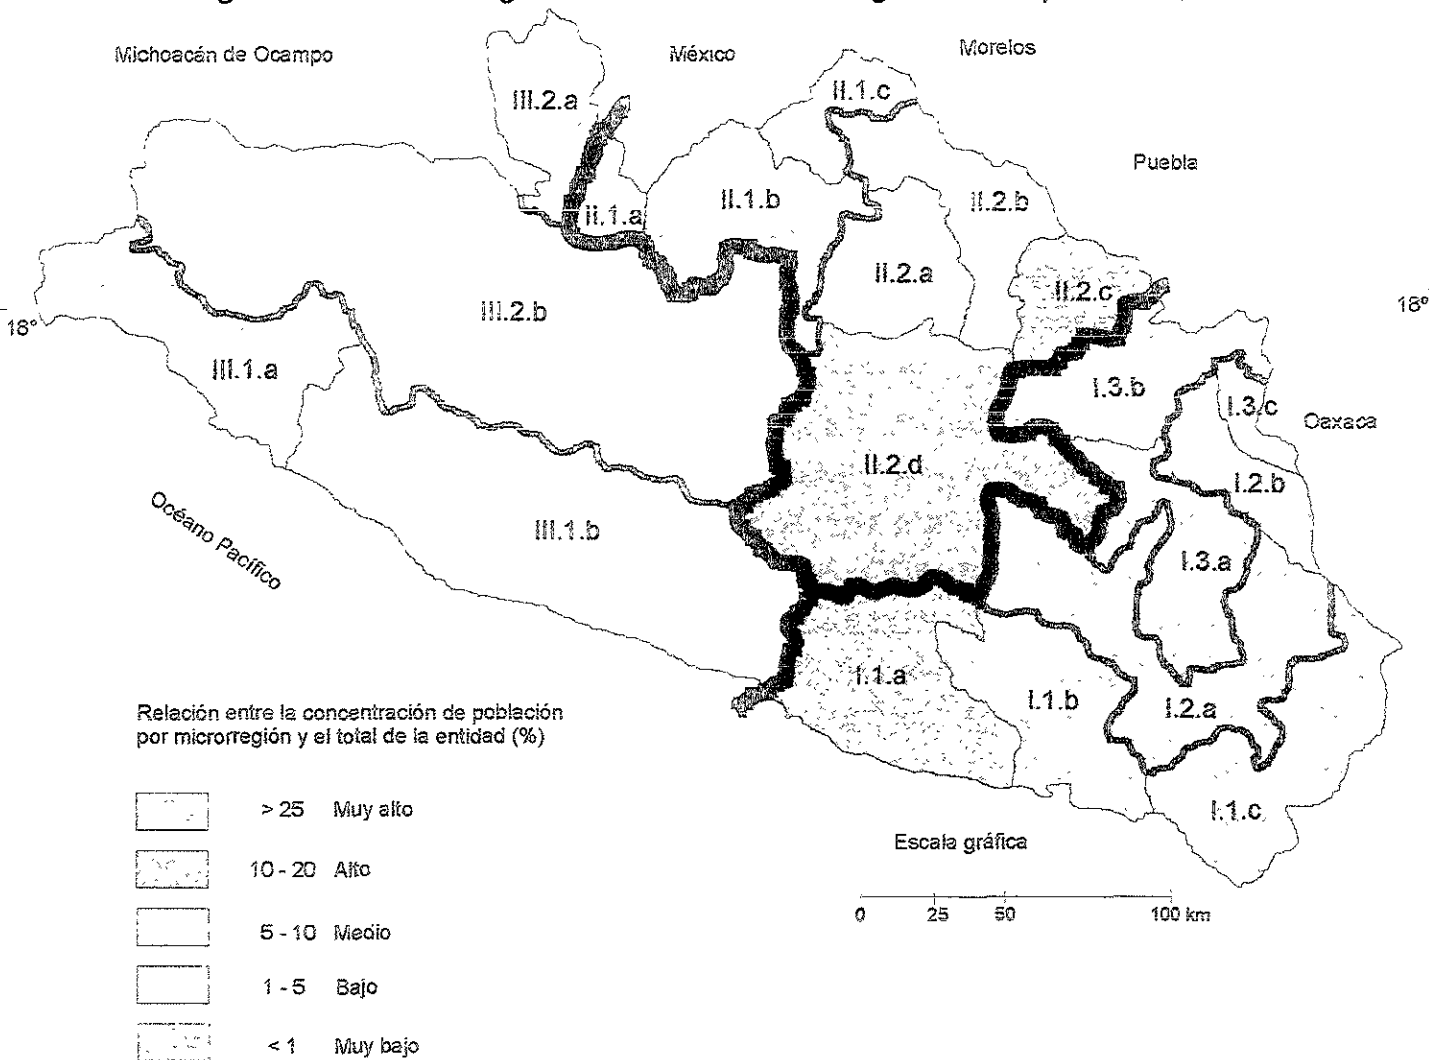 Michoacán de Ocampo
México
Morelos
III.2.a
II.1.c
Puebla
II.1.a
II.1.b
II.2.b
II.2.a
II.2.c
18°
18°
III.2.b
III.1.a
I.3.b
I.3.c
Oaxaca
II.2.d
I.2.b
Océano Pacífico
III.1.b
I.3.a
I.1.a
I.1.b
I.2.a
I.1.c
Relación entre la concentración de población
por microrregión y el total de la entidad (%)
> 25 Muy alto
10 - 20 Alto
5 - 10 Medio
1 - 5 Bajo
< 1 Muy bajo
Escala gráfica
0 25 50 100 km